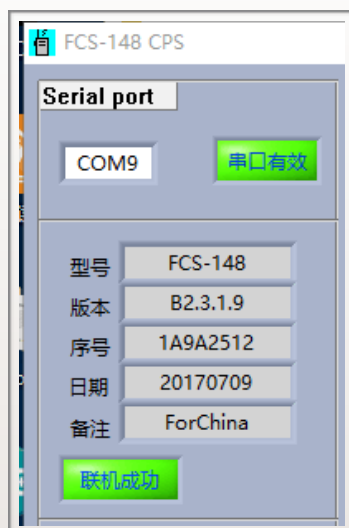 FCS-148 CPS
Serial port
COM9 串口有效
型号 FCS-148
版本 B2.3.1.9
序号 1A9A2512
日期 20170709
备注 ForChina
联机成功